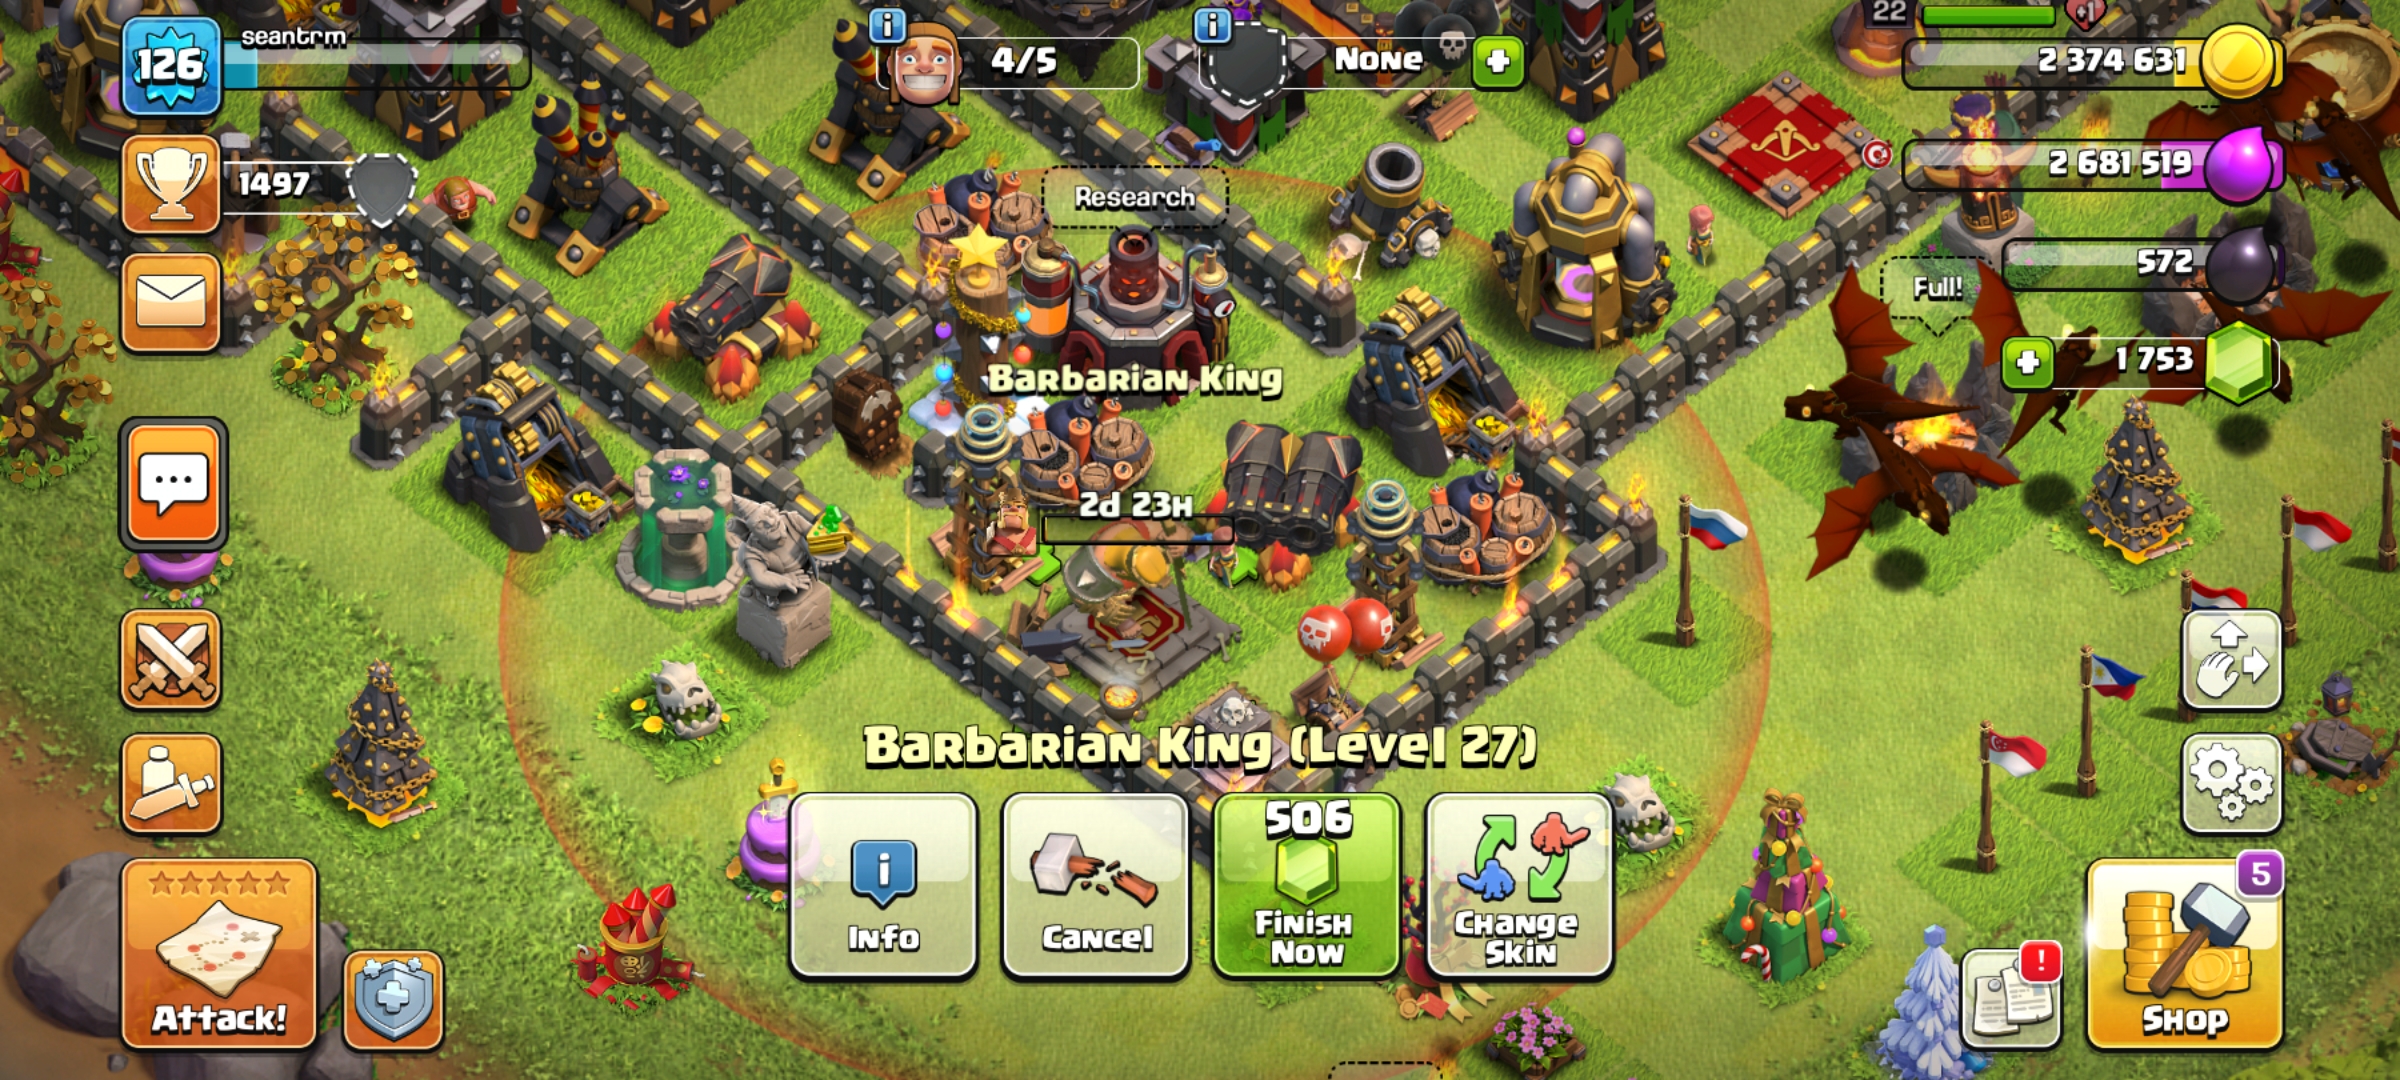 126
seantrm
4/5
None
22
+1
2 374 631
1497
Research
2 681 519
572
Full!
1 753
Barbarian King
2d 23H
Barbarian King (Level 27)
506
Info
Cancel
Finish
Now
Change
Skin
5
Attack!
Shop